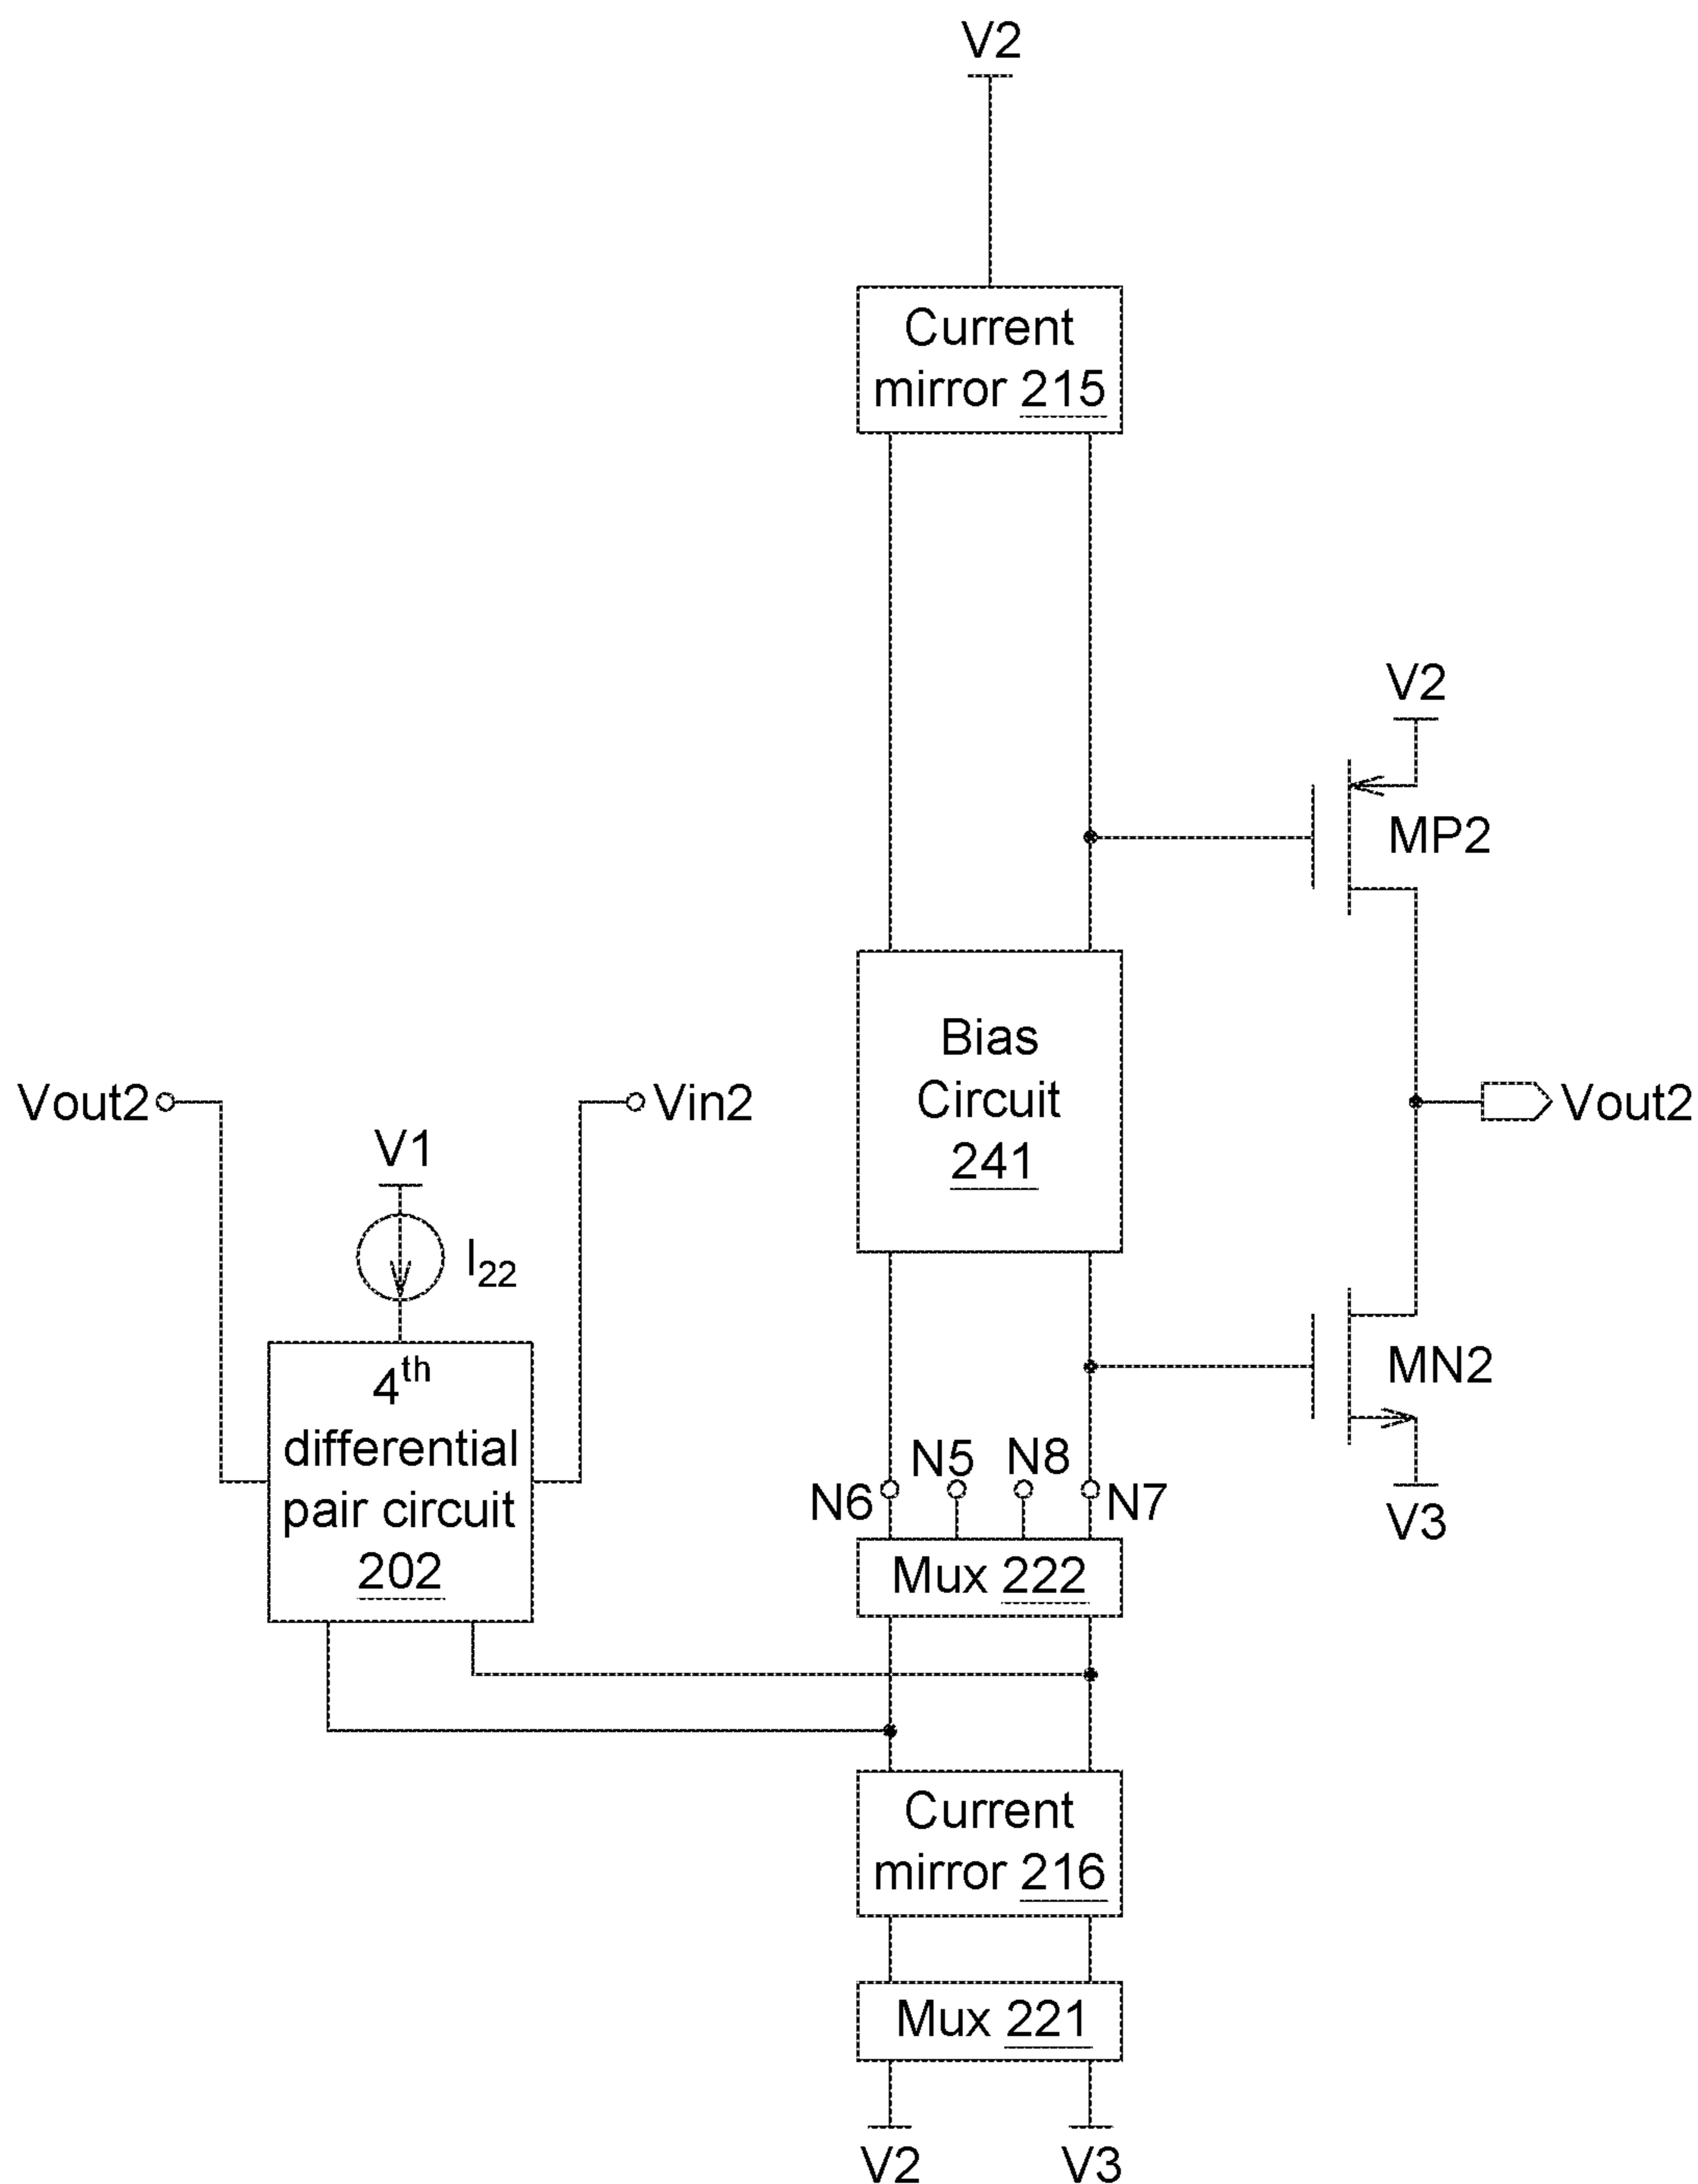 V2
Current
mirror 215
V2
MP2
Bias
Circuit
241
Vout2
Vin2
Vout2
V1
I22
4th
differential
pair circuit
202
MN2
N6
N5
N8
N7
V3
Mux 222
Current
mirror 216
Mux 221
V2
V3